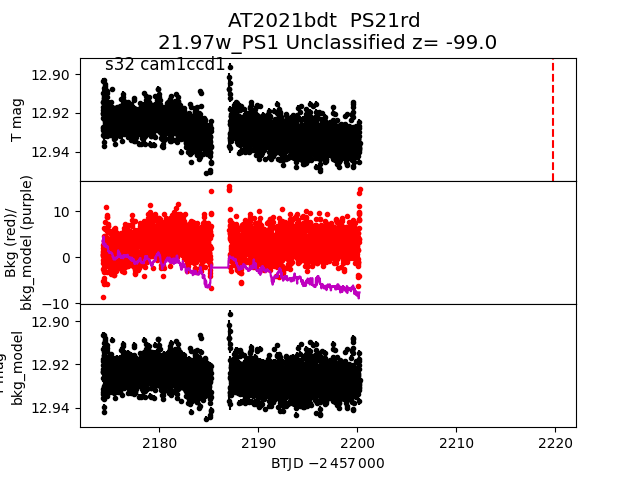 AT2021bdt  PS21rd
21.97w_PS1 Unclassified z= -99.0
s32 cam1ccd1
12.90
12.92
12.94
T mag
10
0
−10
Bkg (red)/
bkg_model (purple)
12.90
12.92
12.94
bkg_model
2180
2190
2200
2210
2220
BTJD −2 457 000